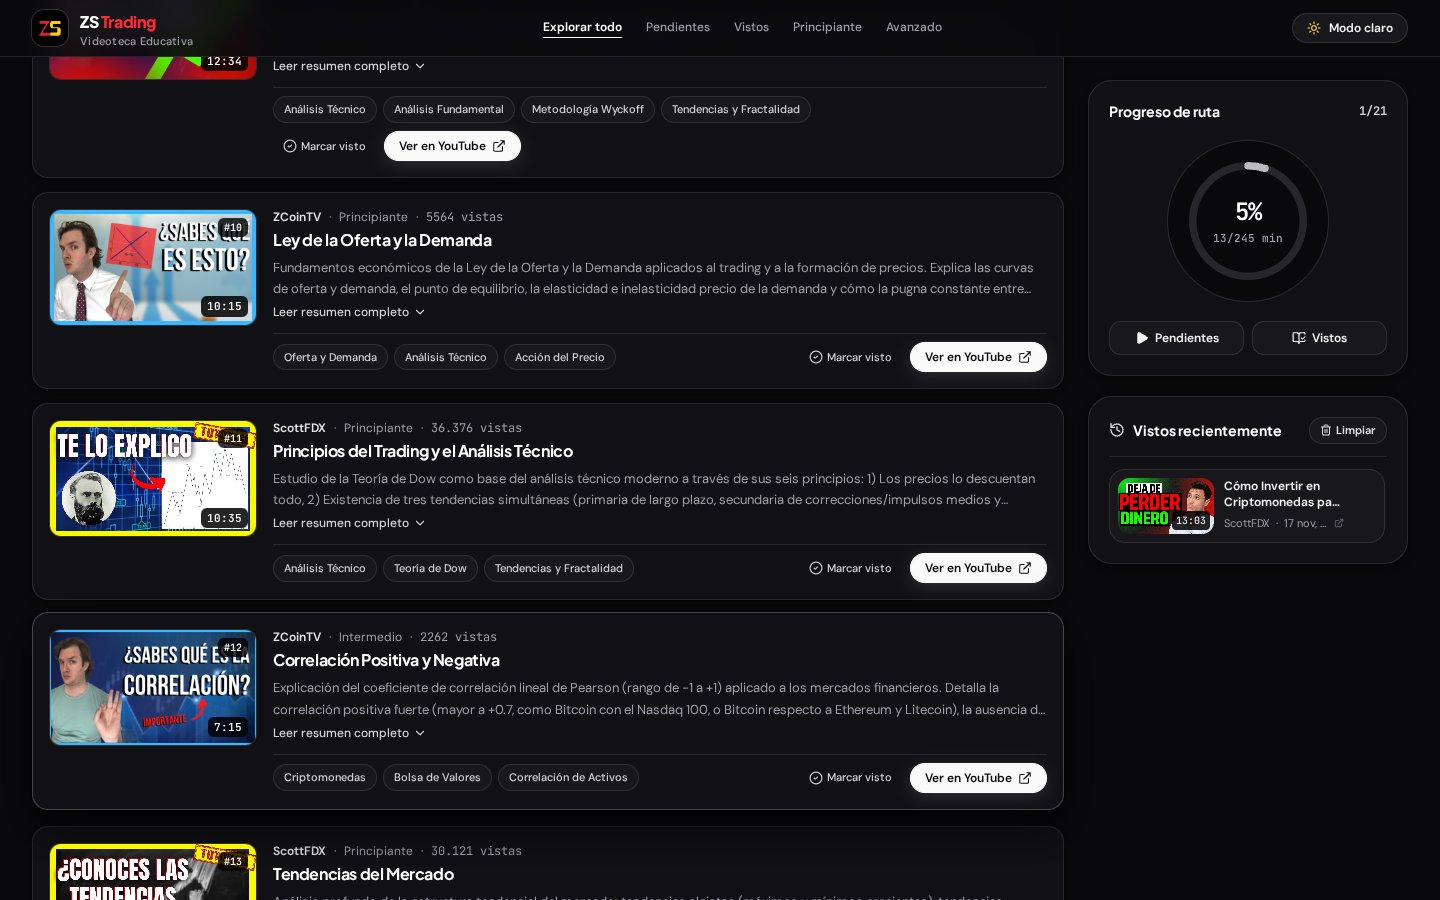 ZS
ZS Trading
Videoteca Educativa
Explorar todo
Pendientes
Vistos
Principiante
Avanzado
Modo claro
12:34
Leer resumen completo
Análisis Técnico
Análisis Fundamental
Metodología Wyckoff
Tendencias y Fractalidad
Marcar visto
Ver en YouTube
¿SABES QUE
ES ESTO?
#10
10:15
ZCoinTV · Principiante · 5564 vistas
Ley de la Oferta y la Demanda
Fundamentos económicos de la Ley de la Oferta y la Demanda aplicados al trading y a la formación de precios. Explica las curvas
de oferta y demanda, el punto de equilibrio, la elasticidad e inelasticidad precio de la demanda y cómo la pugna constante entre…
Leer resumen completo
Oferta y Demanda
Análisis Técnico
Acción del Precio
Marcar visto
Ver en YouTube
TE LO EXPLICO
#11
10:35
ScottFDX · Principiante · 36.376 vistas
Principios del Trading y el Análisis Técnico
Estudio de la Teoría de Dow como base del análisis técnico moderno a través de sus seis principios: 1) Los precios lo descuentan
todo, 2) Existencia de tres tendencias simultáneas (primaria de largo plazo, secundaria de correcciones/impulsos medios y…
Leer resumen completo
Análisis Técnico
Teoría de Dow
Tendencias y Fractalidad
Marcar visto
Ver en YouTube
¿SABES QUÉ ES LA
CORRELACIÓN?
IMPORTANTE
#12
7:15
ZCoinTV · Intermedio · 2262 vistas
Correlación Positiva y Negativa
Explicación del coeficiente de correlación lineal de Pearson (rango de -1 a +1) aplicado a los mercados financieros. Detalla la
correlación positiva fuerte (mayor a +0.7, como Bitcoin con el Nasdaq 100, o Bitcoin respecto a Ethereum y Litecoin), la ausencia d…
Leer resumen completo
Criptomonedas
Bolsa de Valores
Correlación de Activos
Marcar visto
Ver en YouTube
¿CONOCES LAS
TENDENCIAS
#13
ScottFDX · Principiante · 30.121 vistas
Tendencias del Mercado
Progreso de ruta
1/21
5%
13/245 min
Pendientes
Vistos
Vistos recientemente
Limpiar
DEJA DE
PERDER
DINERO
13:03
Cómo Invertir en
Criptomonedas pa…
ScottFDX · 17 nov, …